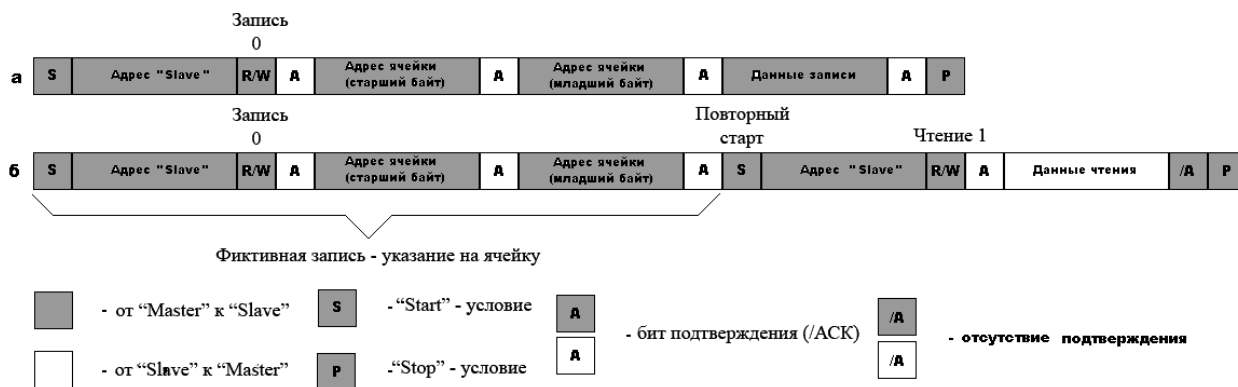 Запись
0
а S Адрес "Slave" R/W A Адрес ячейки (старший байт) A Адрес ячейки (младший байт) A Данные записи A P
Запись
0
Повторный старт
Чтение 1
б S Адрес "Slave" R/W A Адрес ячейки (старший байт) A Адрес ячейки (младший байт) A S Адрес "Slave" R/W A Данные чтения /A P
Фиктивная запись - указание на ячейку
- от “Master” к “Slave”
S -“Start” - условие
A
A
- бит подтверждения (/АСК)
/A
/A
- отсутствие подтверждения
- от “Slave” к “Master”
P -“Stop” - условие